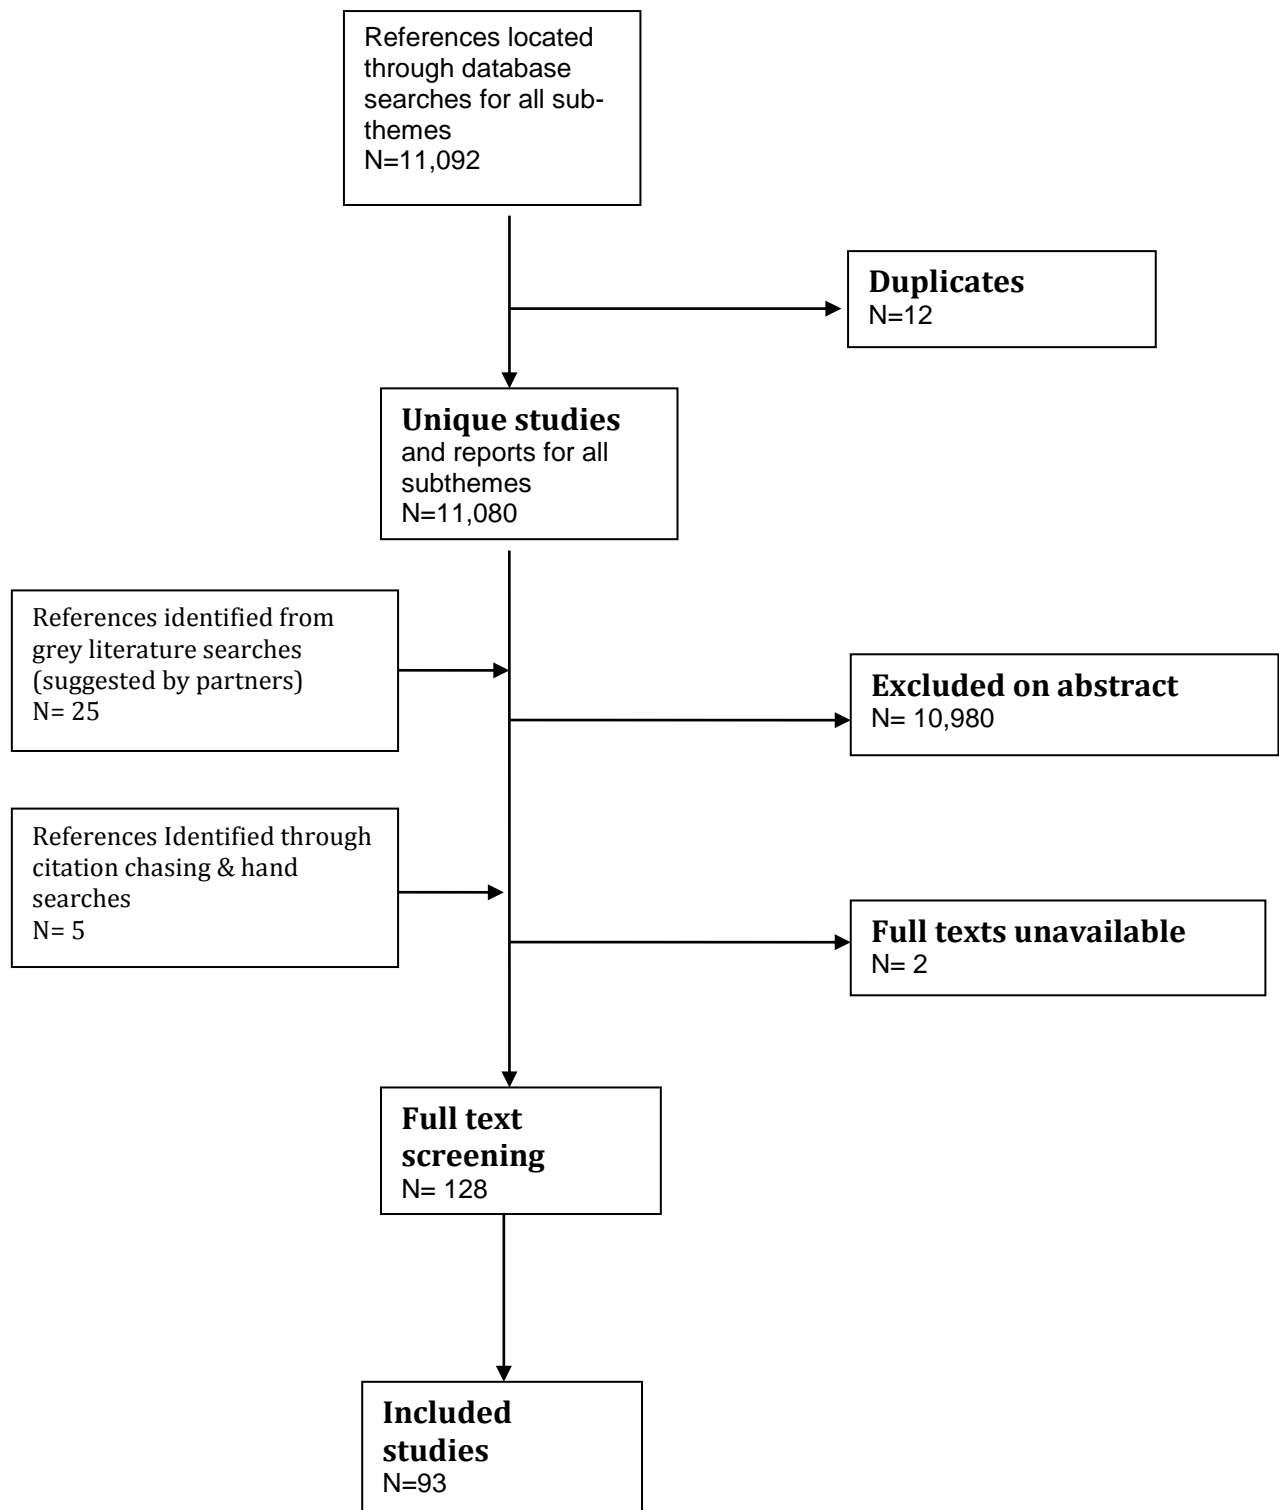 References located
through database
searches for all sub-
themes
N=11,092
Duplicates
N=12
Unique studies
and reports for all
subthemes
N=11,080
References identified from
grey literature searches
(suggested by partners)
N= 25
Excluded on abstract
N= 10,980
References Identified through
citation chasing & hand
searches
N= 5
Full texts unavailable
N= 2
Full text
screening
N= 128
Included
studies
N=93